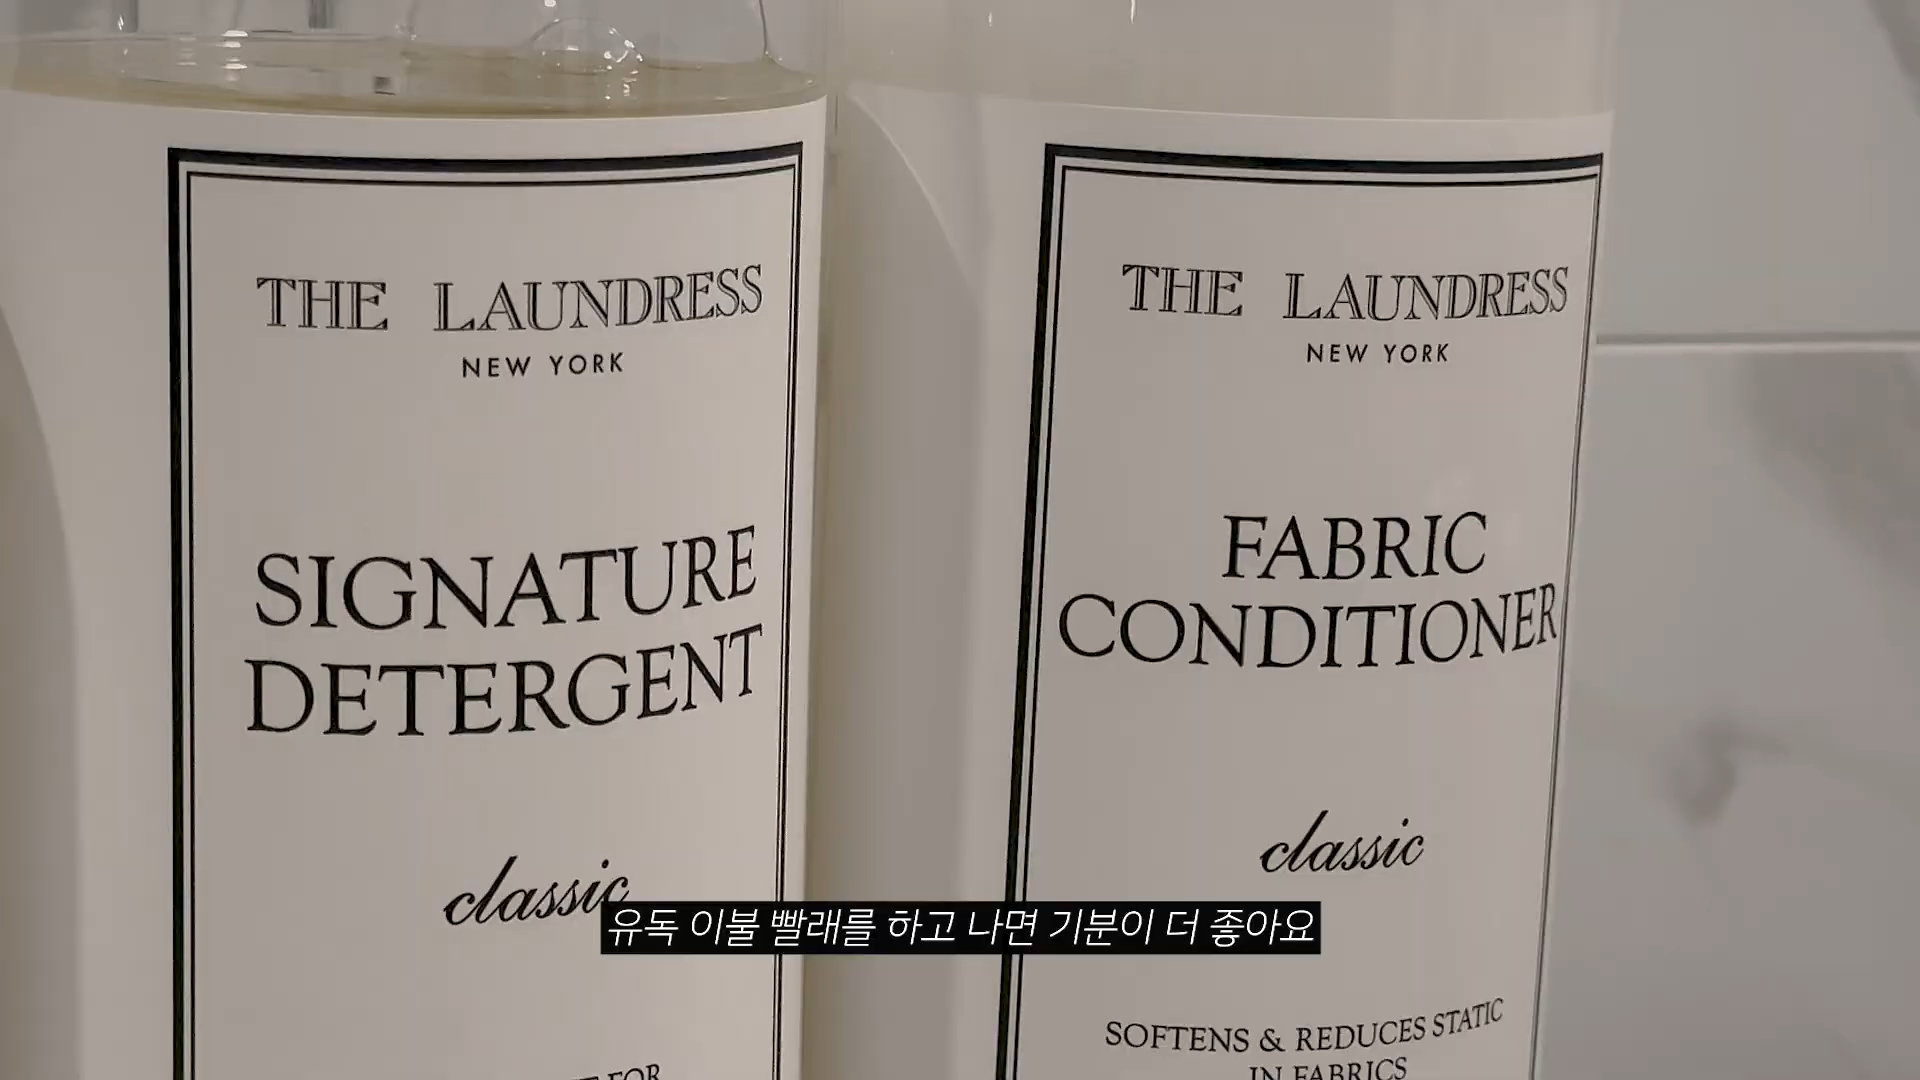 THE LAUNDRESS
NEW YORK
SIGNATURE
DETERGENT
classic
FOR
THE LAUNDRESS
NEW YORK
FABRIC
CONDITIONER
classic
SOFTENS & REDUCES STATIC
IN FABRICS
유독 이불 빨래를 하고 나면 기분이 더 좋아요